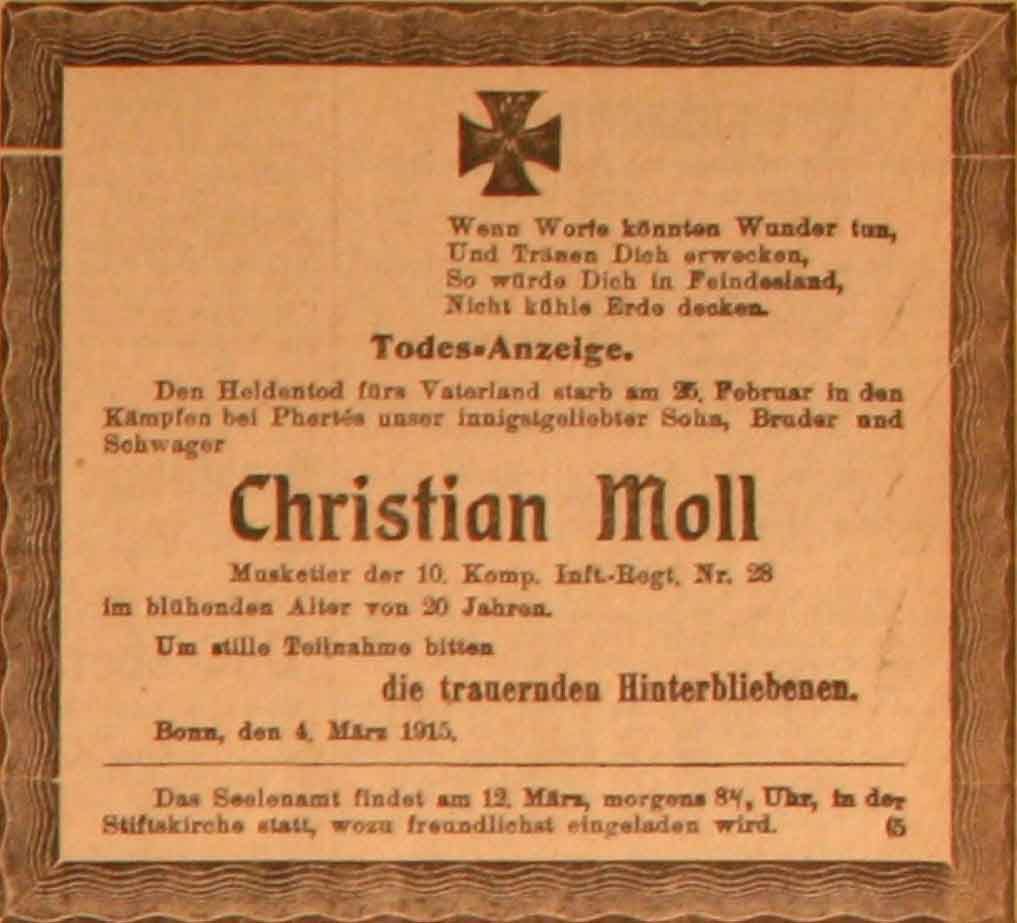 Wenn Worte könnten Wunder tun,
Und Tränen Dich erwecken,
So würde Dich in Feindesland,
Nicht kühle Erde decken.
Todes-Anzeige.
Den Heldentod fürs Vaterland starb am Februar in den
Kämpfen bei Phertés unser innigstgeliebter Sohn, Bruder und
Schwager
Christian Moll
Musketier der 10. Komp. Inft.-Regt. Nr. 28
im blühenden Alter von 20 Jahren.
Um stille Teilnahme bitten
die trauernden Hinterbliebenen.
Bonn, den 4. März 1915.
Das Seelenamt findet am 12. März, morgens Uhr, in der
Stiftskirche statt, wozu freundlichst eingeladen wird. (5